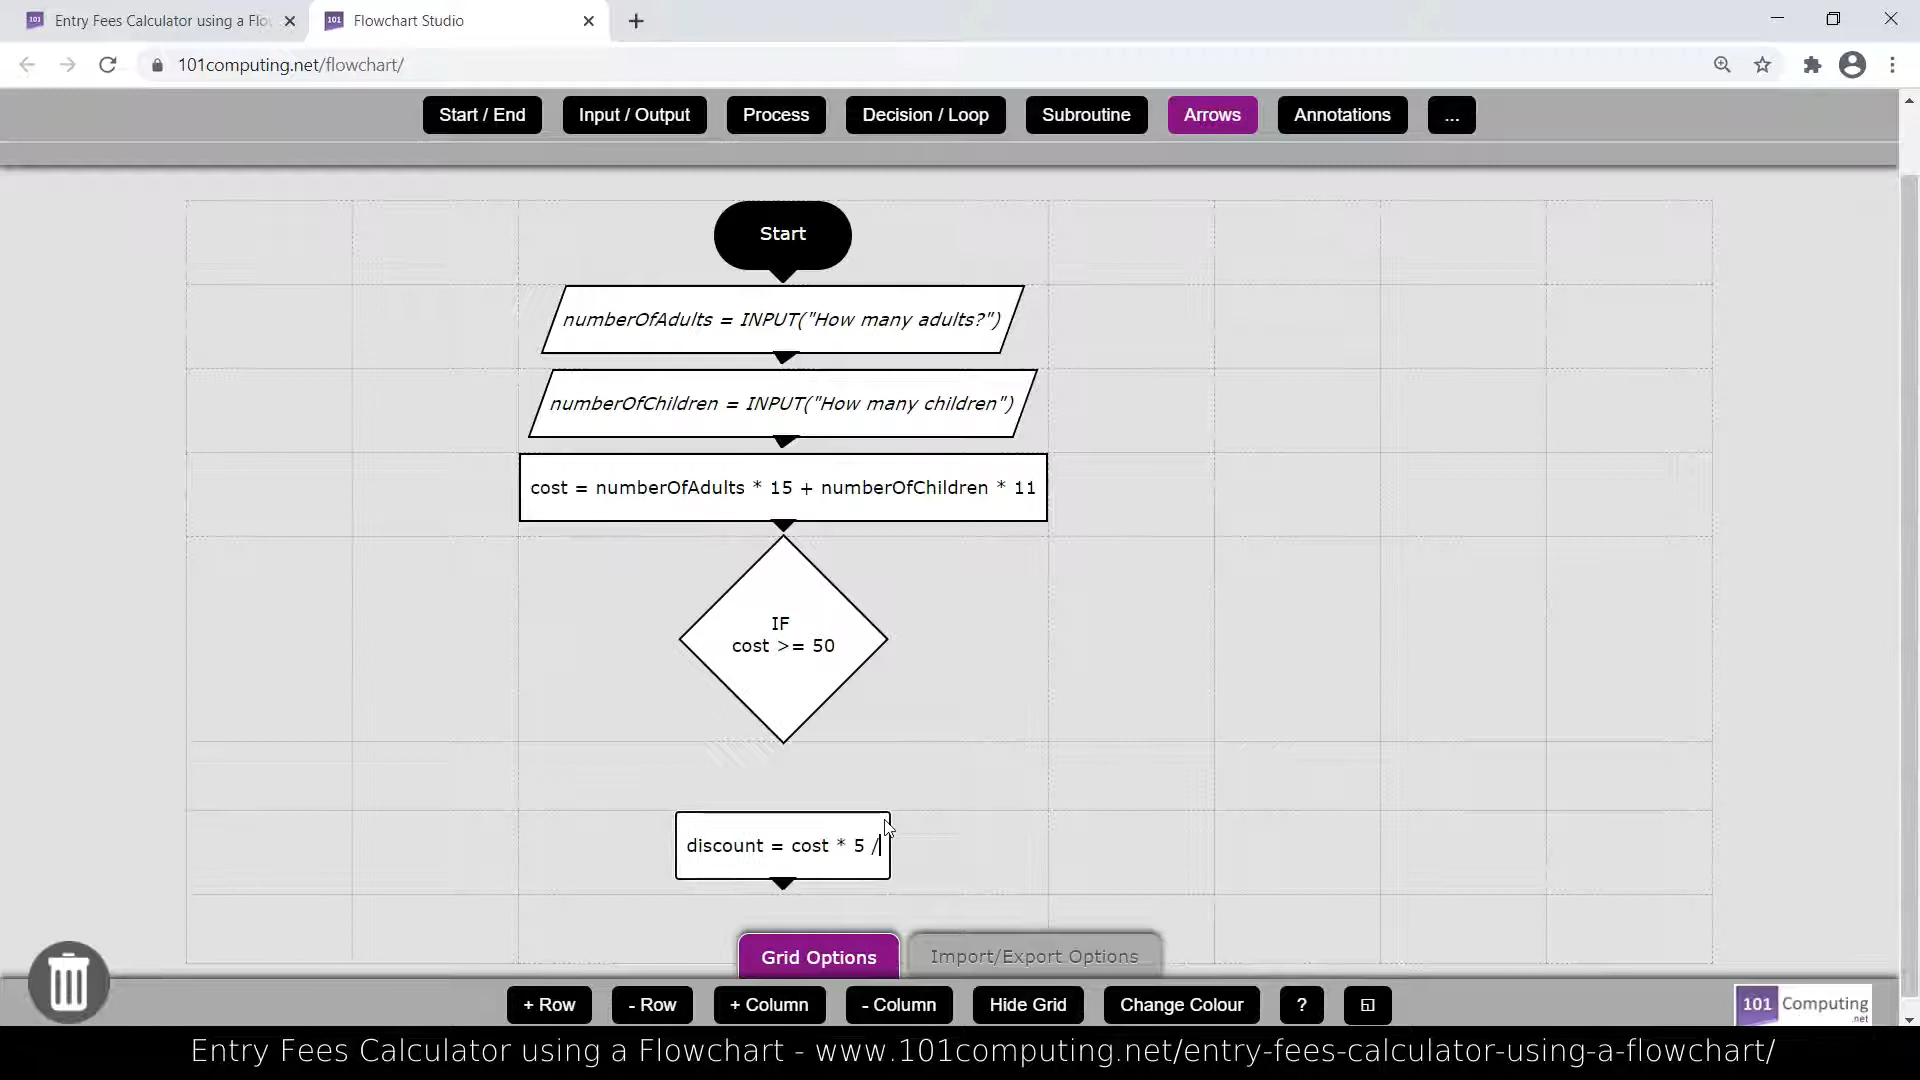 Entry Fees Calculator using a Flo
Flowchart Studio
101computing.net/flowchart/
Start / End
Input / Output
Process
Decision / Loop
Subroutine
Arrows
Annotations
...
Start
numberOfAdults = INPUT("How many adults?")
numberOfChildren = INPUT("How many children")
cost = numberOfAdults * 15 + numberOfChildren * 11
IF
cost >= 50
discount = cost * 5 /
Grid Options
Import/Export Options
+ Row
- Row
+ Column
- Column
Hide Grid
Change Colour
?
101 Computing
.net
Entry Fees Calculator using a Flowchart - www.101computing.net/entry-fees-calculator-using-a-flowchart/